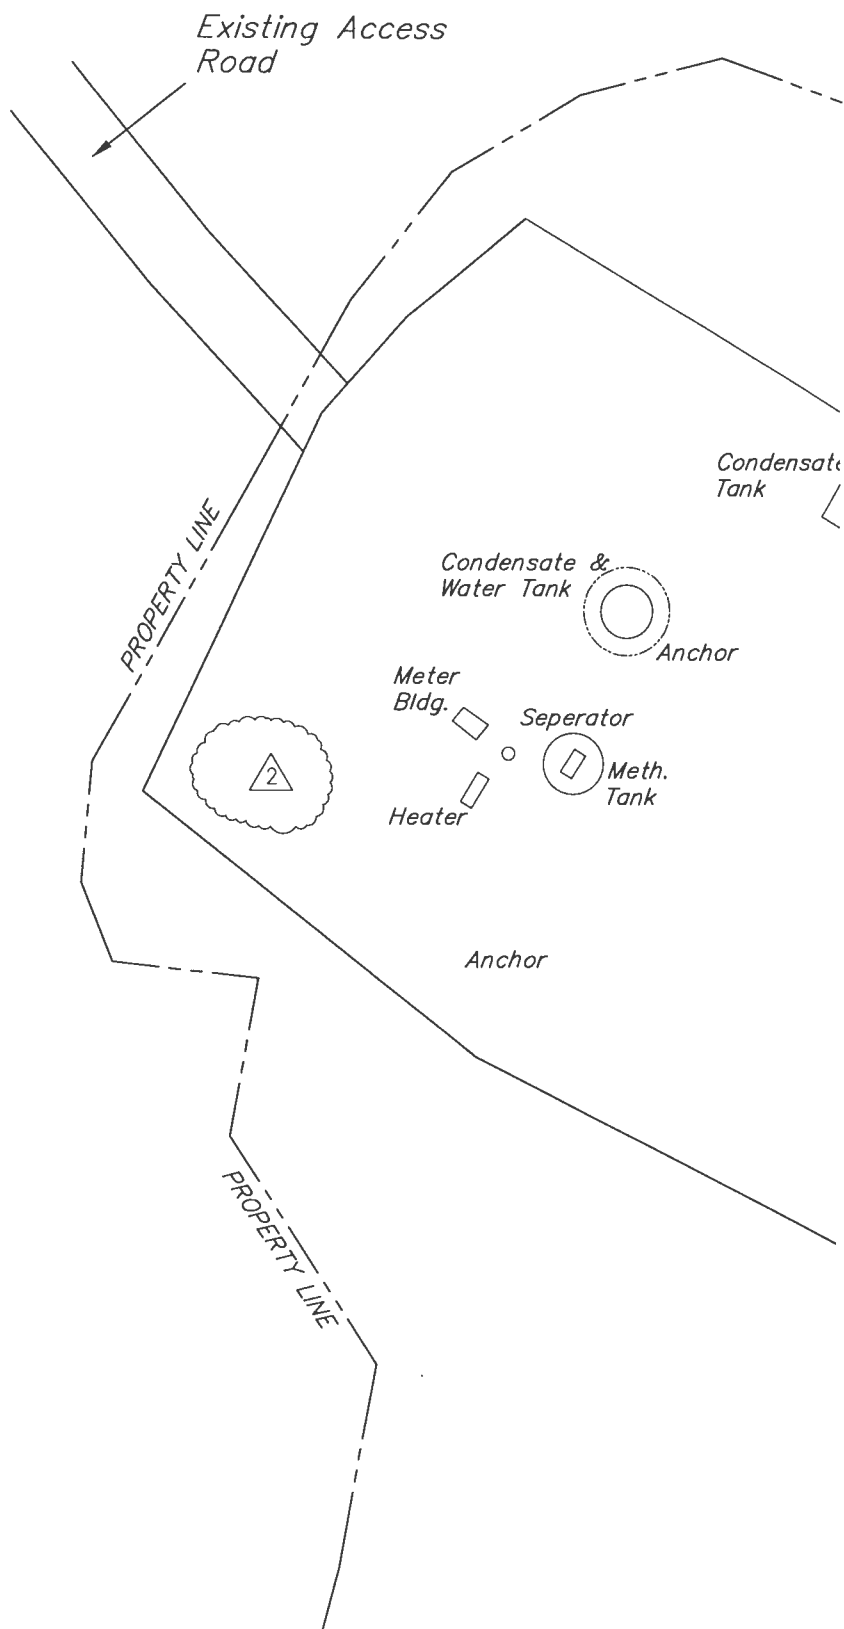 Existing Access
Road
Condensate
Tank
PROPERTY LINE
Condensate &
Water Tank
Anchor
Meter
Bldg.
Seperator
2
Meth.
Tank
Heater
Anchor
PROPERTY LINE